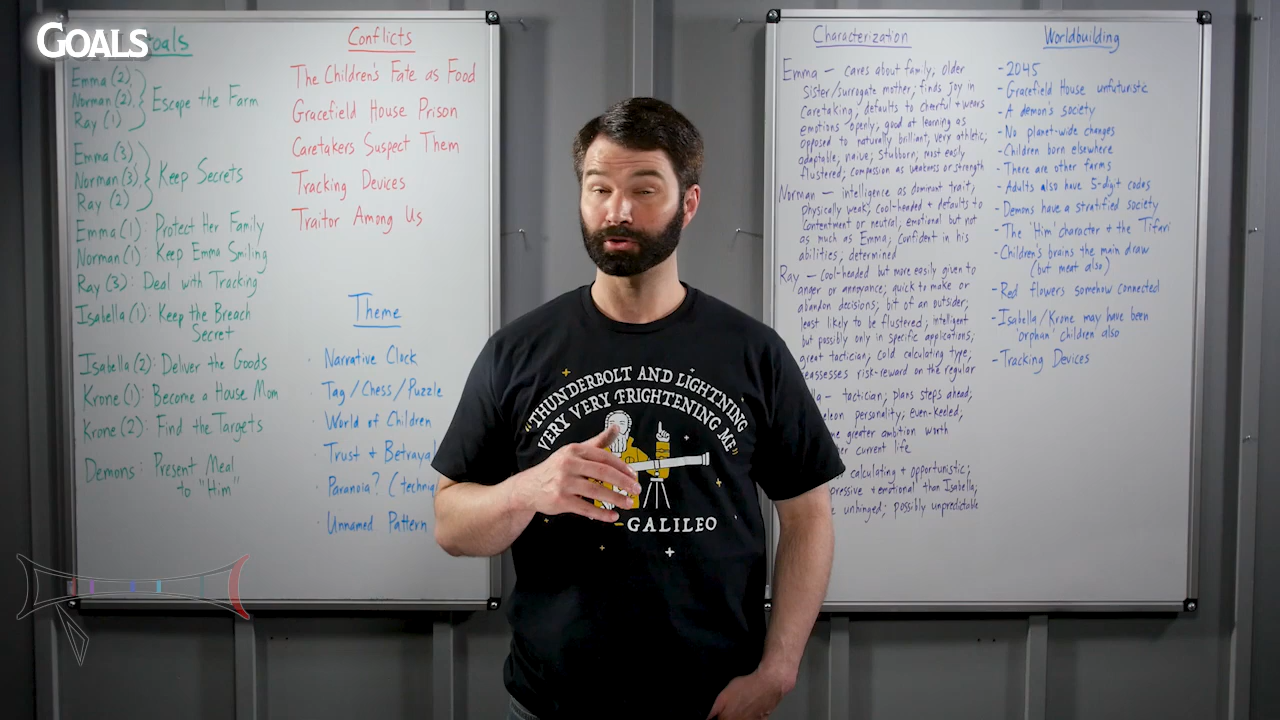 GOALS
Goals
Emma (2)
Norman (2)
Ray (1)
Escape the Farm
Emma (3)
Norman (3)
Ray (2)
Keep Secrets
Emma (1): Protect Her Family
Norman (1): Keep Emma Smiling
Ray (3): Deal with Tracking
Isabella (1): Keep the Breach
Secret
Isabella (2): Deliver the Goods
Krone (1): Become a House Mom
Krone (2): Find the Targets
Demons: Present Meal
to "Him"
Conflicts
The Children's Fate as Food
Gracefield House Prison
Caretakers Suspect Them
Tracking Devices
Traitor Among Us
Theme
· Narrative Clock
· Tag/Chess/Puzzle
· World of Children
· Trust + Betrayal
· Paranoia? (techniq
· Unnamed Pattern
"THUNDERBOLT AND LIGHTNING
VERY VERY FRIGHTENING ME"
-GALILEO
Characterization
Emma – cares about family; older
sister/surrogate mother; finds joy in
caretaking; defaults to cheerful + wears
emotions openly; good at learning as
opposed to naturally brilliant; very athletic;
adaptable, naive; stubborn; most easily
flustered; compassion as weakness or strength
Norman – intelligence as dominant trait;
physically weak; cool-headed + defaults to
contentment or neutral; emotional but not
as much as Emma; confident in his
abilities; determined
Ray – cool-headed but more easily given to
anger or annoyance; quick to make or
abandon decisions; bit of an outsider;
least likely to be flustered; intelligent
but possibly only in specific applications;
great tactician; cold calculating type;
reassesses risk-reward on the regular
lla – tactician; plans steps ahead;
leon personality; even-keeled;
me greater ambition worth
er current life
calculating + opportunistic;
pressive + emotional than Isabella;
e unhinged; possibly unpredictable
Worldbuilding
- 2045
- Gracefield House unfuturistic
- A demon's society
- No planet-wide changes
- Children born elsewhere
- There are other farms
- Adults also have 5-digit codes
- Demons have a stratified society
- The 'Him' character + the Tifari
- Children's brains the main draw
(but meat also)
- Red flowers somehow connected
- Isabella/Krone may have been
'orphan' children also
- Tracking Devices